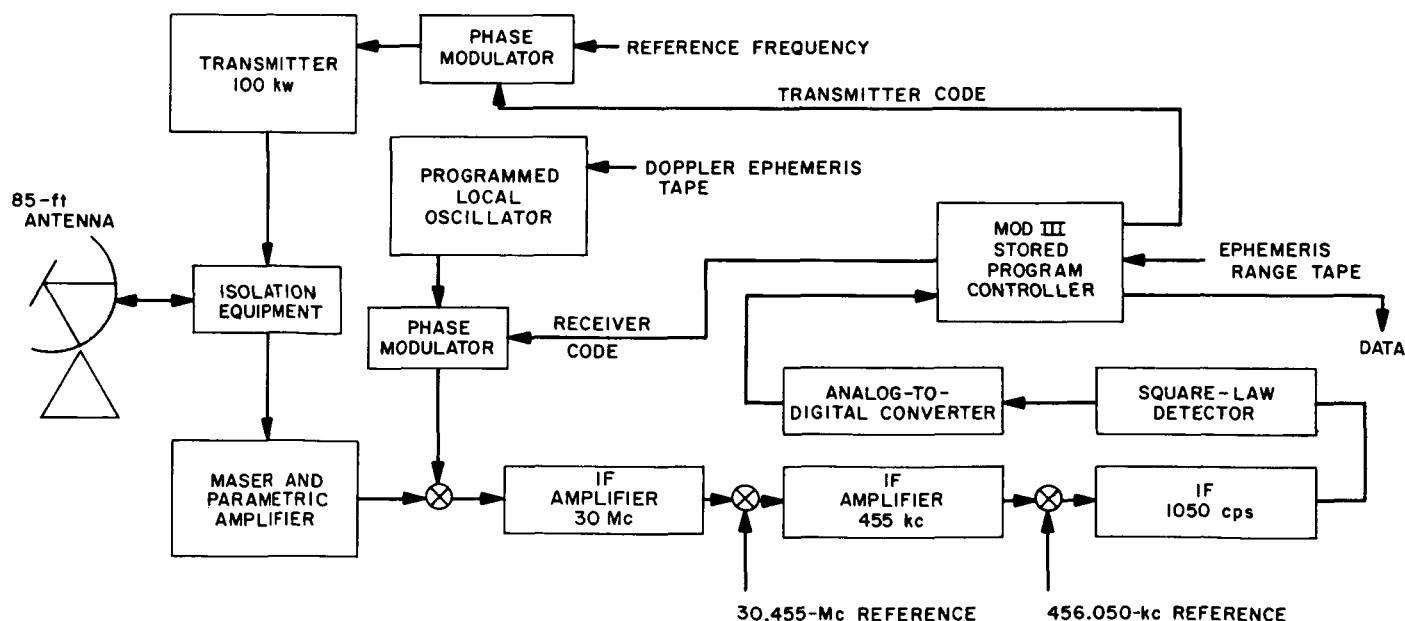 PHASE
MODULATOR
REFERENCE FREQUENCY
TRANSMITTER
100 kw
TRANSMITTER CODE
PROGRAMMED
LOCAL
OSCILLATOR
DOPPLER EPHEMERIS
TAPE
85-ft
ANTENNA
MOD III
STORED
PROGRAM
CONTROLLER
EPHEMERIS
RANGE TAPE
ISOLATION
EQUIPMENT
PHASE
MODULATOR
RECEIVER
CODE
DATA
ANALOG-TO-
DIGITAL CONVERTER
SQUARE-LAW
DETECTOR
MASER AND
PARAMETRIC
AMPLIFIER
IF
AMPLIFIER
30 Mc
IF
AMPLIFIER
455 kc
IF
1050 cps
30.455-Mc REFERENCE
456.050-kc REFERENCE